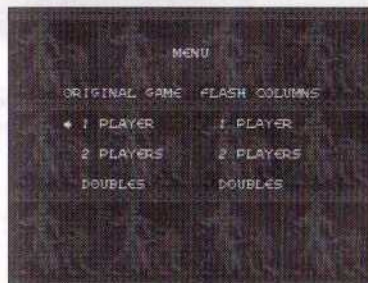 MENU
ORIGINAL GAME FLASH COLUMNS
1 PLAYER 1 PLAYER
2 PLAYERS 2 PLAYERS
DOUBLES DOUBLES